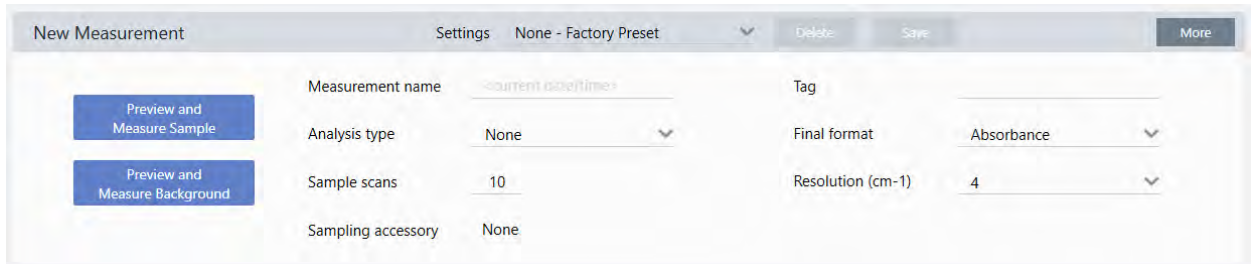 New Measurement Settings None - Factory Preset Delete Save More
Measurement name <current date/time> Tag
Preview and
Measure Sample
Analysis type None Final format Absorbance
Preview and
Measure Background
Sample scans 10 Resolution (cm-1) 4
Sampling accessory None